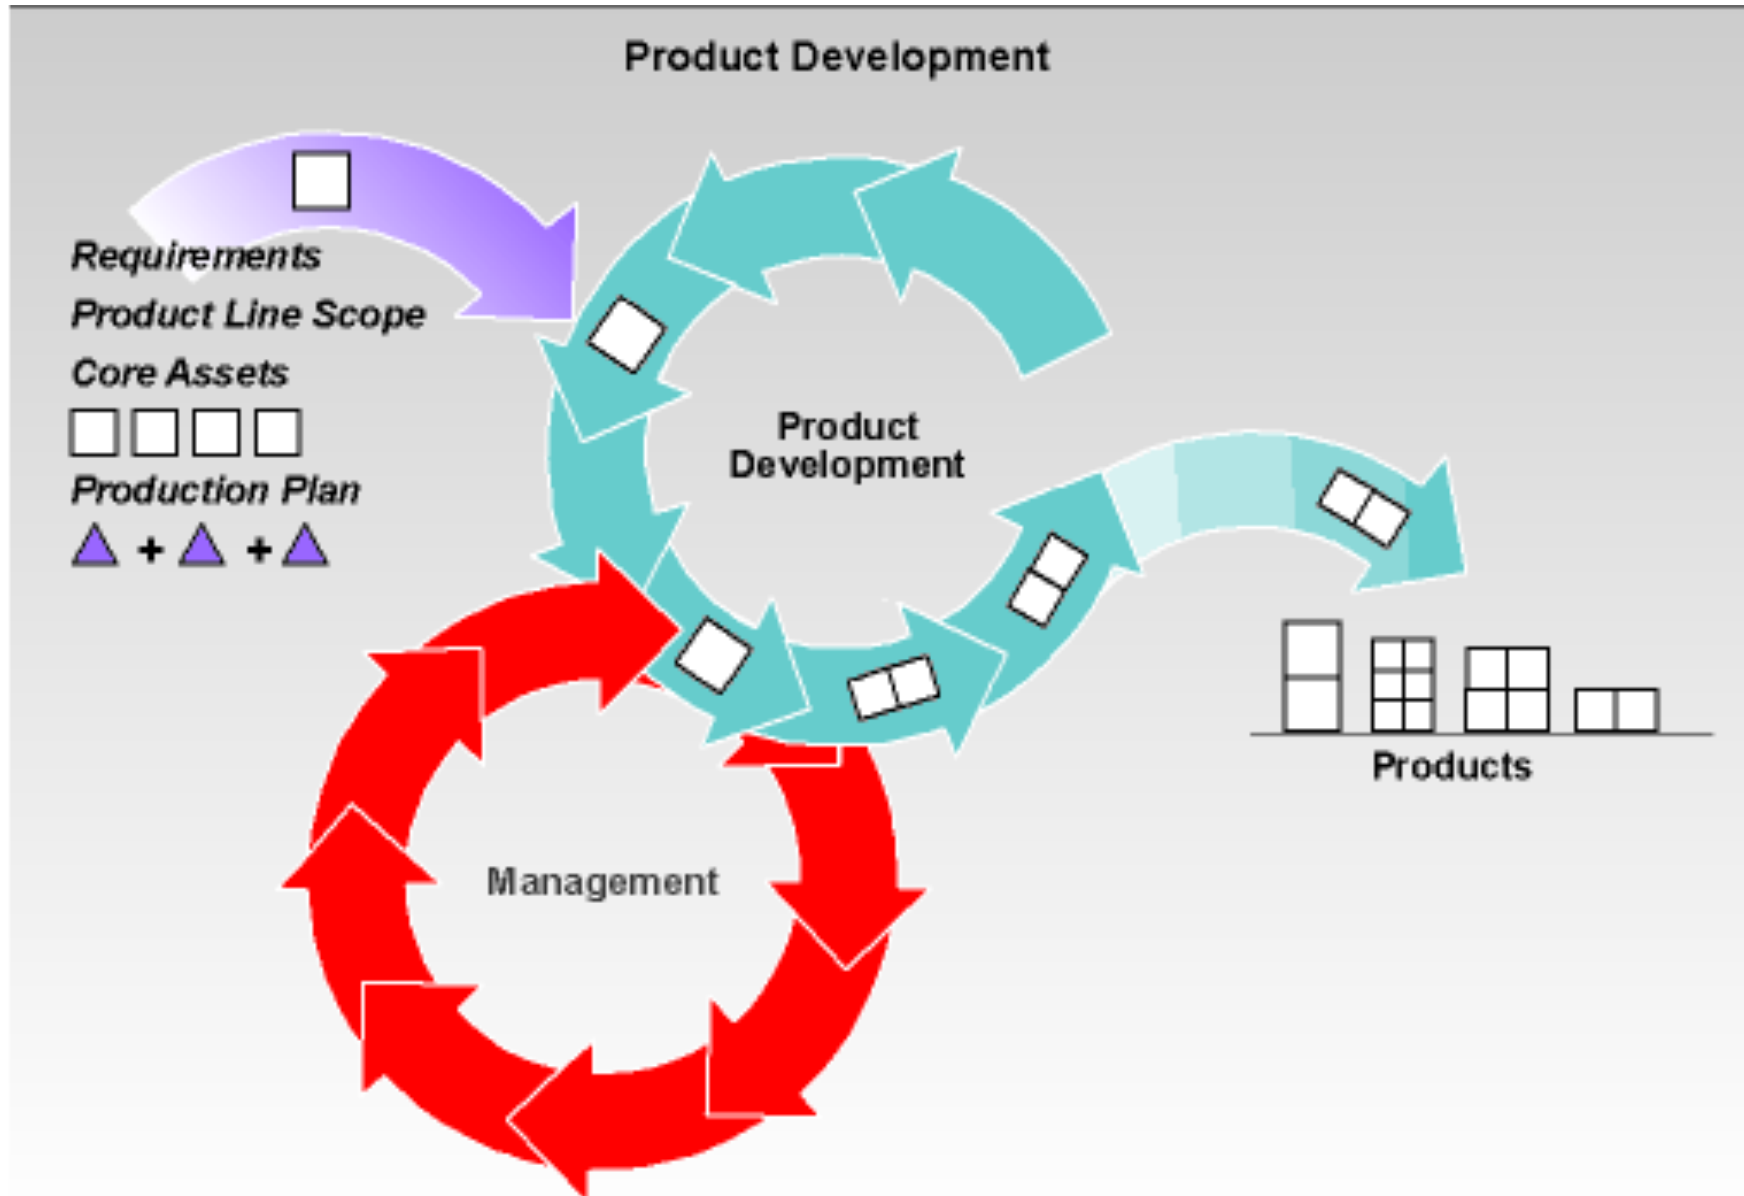 Product Development
Requirements
Product Line Scope
Core Assets
Production Plan
+ +
Product
Development
Products
Management